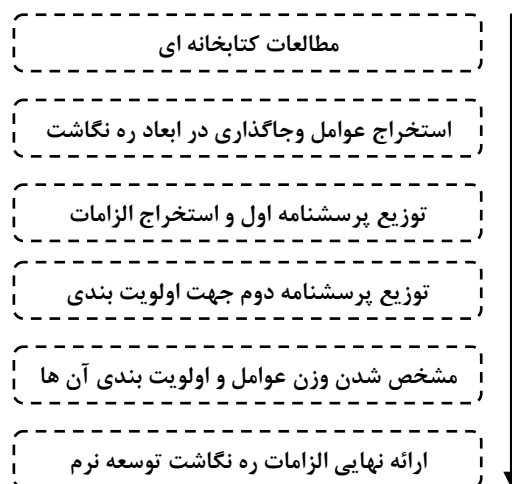 مطالعات کتابخانه ای
استخراج عوامل وجاگذاری در ابعاد ره نگاشت
توزیع پرسشنامه اول و استخراج الزامات
توزیع پرسشنامه دوم جهت اولویت بندی
مشخص شدن وزن عوامل و اولویت بندی آن ها
ارائه نهایی الزامات ره نگاشت توسعه نرم